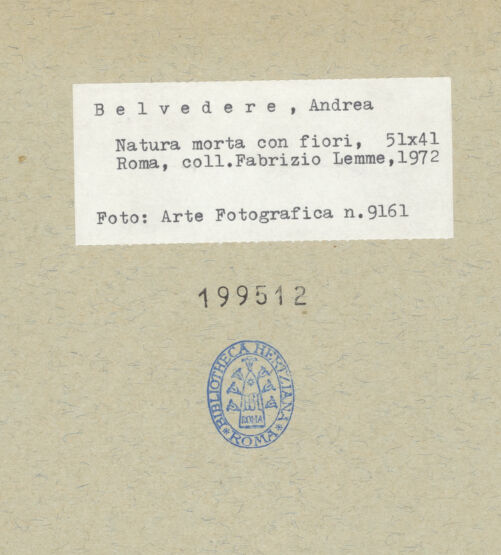 B e l v e d e r e , Andrea
Natura morta con fiori, 51x41
Roma, coll.Fabrizio Lemme,1972
Foto: Arte Fotografica n.9161
199512
BIBLIOTHECA HERTZIANA
ROMA
* ROMA *